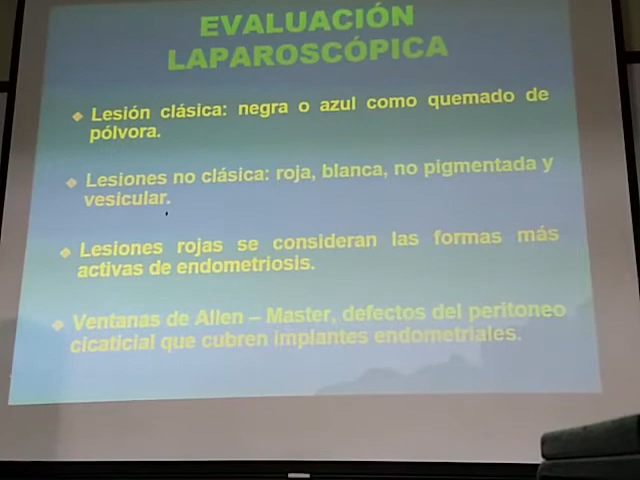 EVALUACIÓN
LAPAROSCÓPICA
Lesión clásica: negra o azul como quemado de
pólvora.
Lesiones no clásica: roja, blanca, no pigmentada y
vesicular.
Lesiones rojas se consideran las formas más
activas de endometriosis.
Ventanas de Allen – Master, defectos del peritoneo
cicaticial que cubren implantes endometriales.